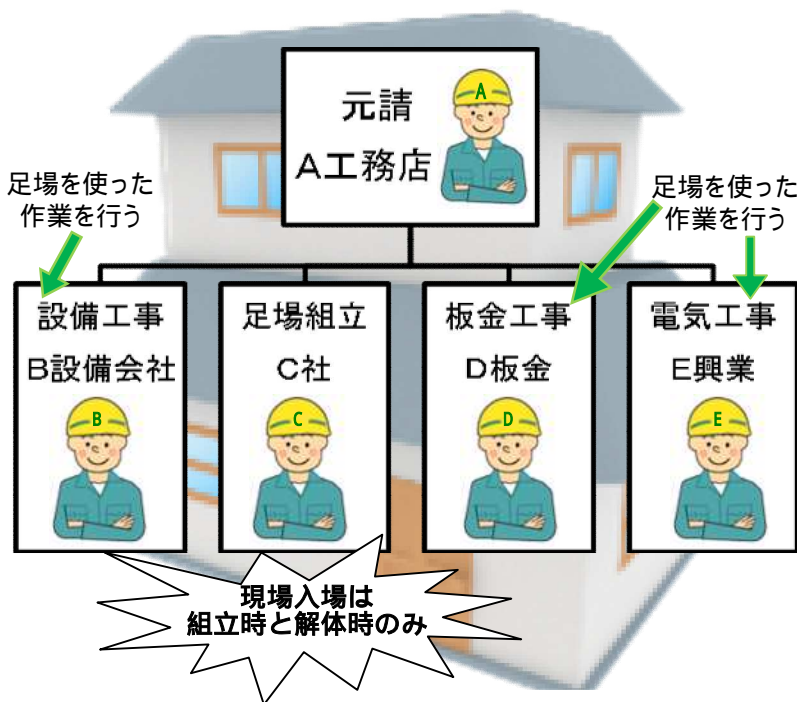 元請
A工務店
A
足場を使った
作業を行う
足場を使った
作業を行う
設備工事
B設備会社
B
足場組立
C社
C
板金工事
D板金
D
電気工事
E興業
E
現場入場は
組立時と解体時のみ